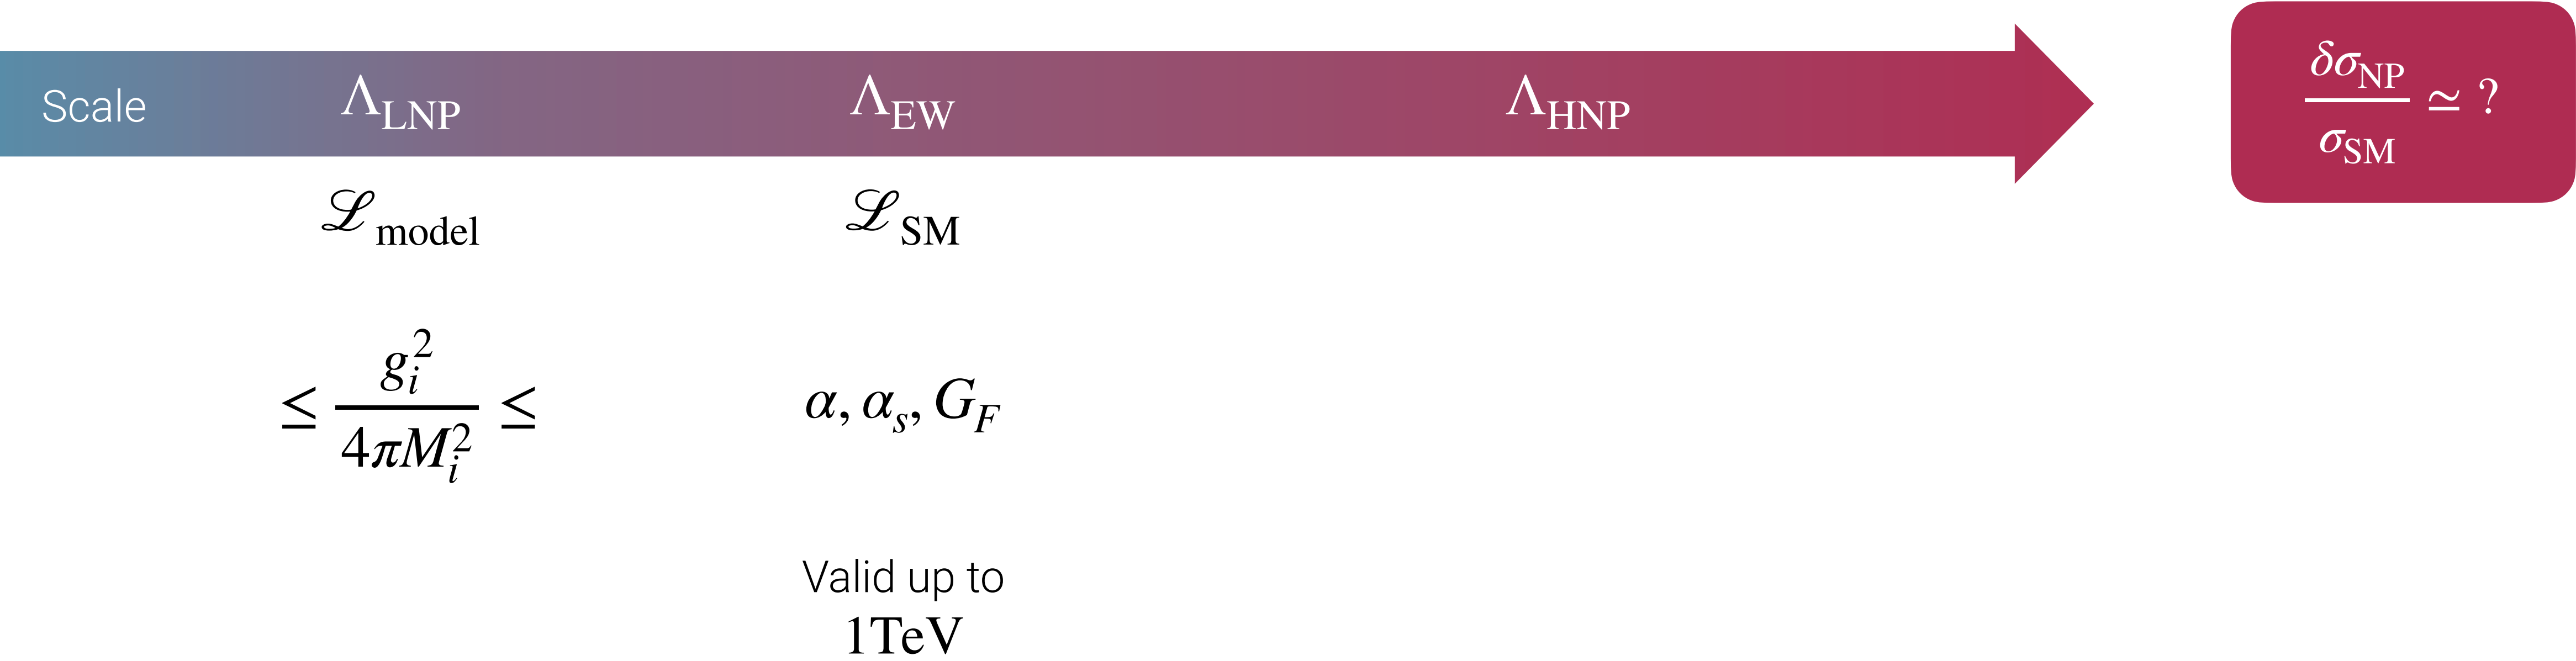 Scale Λ_LNP Λ_EW Λ_HNP
δσ_NP / σ_SM ≃ ?
ℒ_model ℒ_SM
≤ g_i^2 / 4πM_i^2 ≤ α, α_s, G_F
Valid up to
1TeV